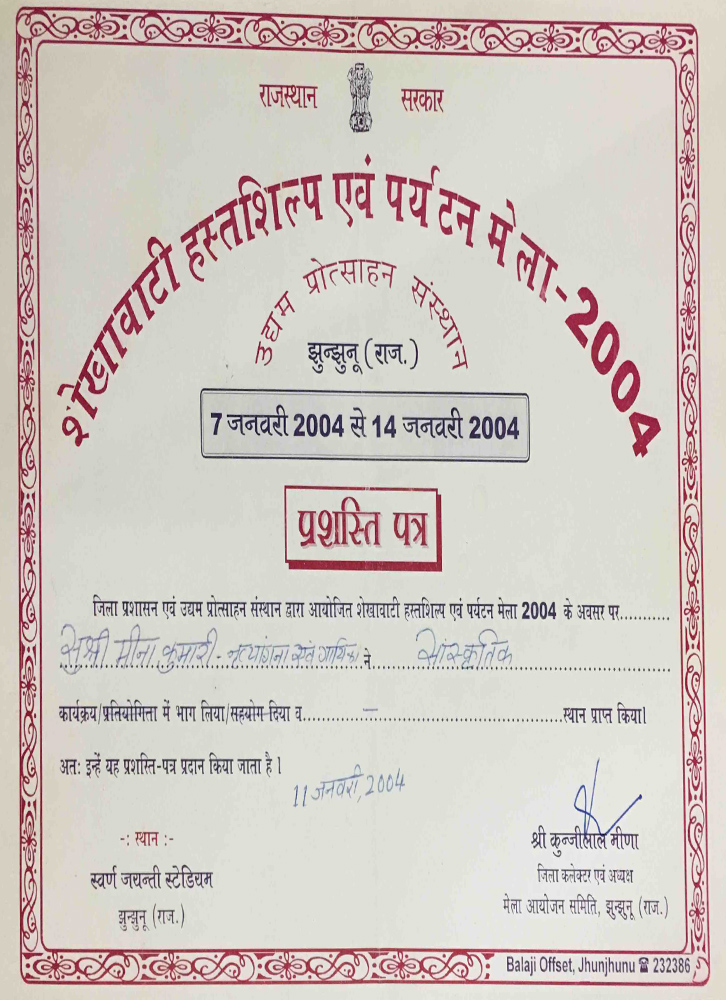 राजस्थान सरकार
शेखावाटी हस्तशिल्प एवं पर्यटन मेला-2004
उद्यम प्रोत्साहन संस्थान
झुन्झुनू (राज.)
7 जनवरी 2004 से 14 जनवरी 2004
प्रशस्ति पत्र
जिला प्रशासन एवं उद्यम प्रोत्साहन संस्थान द्वारा आयोजित शेखावाटी हस्तशिल्प एवं पर्यटन मेला 2004 के अवसर पर............
सुश्री मीना कुमारी - नृत्यांगना एवं गायिका ने सांस्कृतिक
कार्यक्रय/प्रतियोगिता में भाग लिया/सहयोग दिया व.......-.......स्थान प्राप्त किया।
अतः इन्हें यह प्रशस्ति-पत्र प्रदान किया जाता है।
11 जनवरी, 2004
-: स्थान :-
स्वर्ण जयन्ती स्टेडियम
झुन्झुनू (राज.)
श्री कुन्जीलाल मीणा
जिला कलेक्टर एवं अध्यक्ष
मेला आयोजन समिति, झुन्झुनू (राज.)
Balaji Offset, Jhunjhunu ☎ 232386